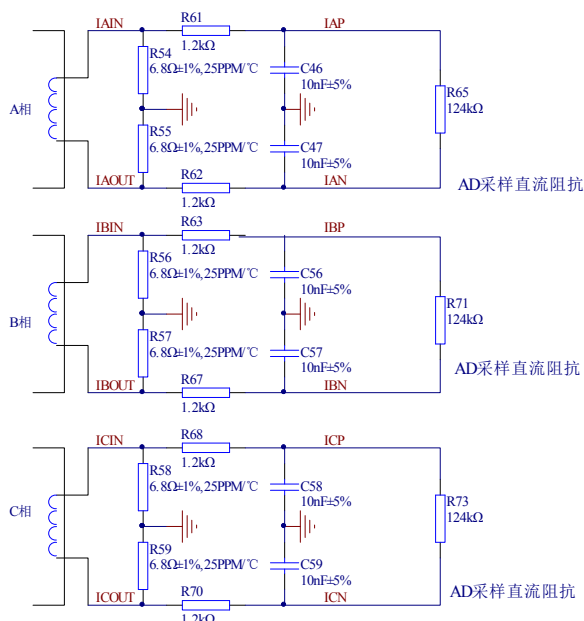 IAIN
R61
1.2kΩ
IAP
R54
6.8Ω±1%,25PPM/℃
C46
10nF±5%
R65
124kΩ
A相
R55
6.8Ω±1%,25PPM/℃
C47
10nF±5%
IAOUT
R62
1.2kΩ
IAN
AD采样直流阻抗
IBIN
R63
1.2kΩ
IBP
R56
6.8Ω±1%,25PPM/℃
C56
10nF±5%
R71
124kΩ
B相
R57
6.8Ω±1%,25PPM/℃
C57
10nF±5%
IBOUT
R67
1.2kΩ
IBN
AD采样直流阻抗
ICIN
R68
1.2kΩ
ICP
R58
6.8Ω±1%,25PPM/℃
C58
10nF±5%
R73
124kΩ
C相
R59
6.8Ω±1%,25PPM/℃
C59
10nF±5%
ICOUT
R70
1.2kΩ
ICN
AD采样直流阻抗